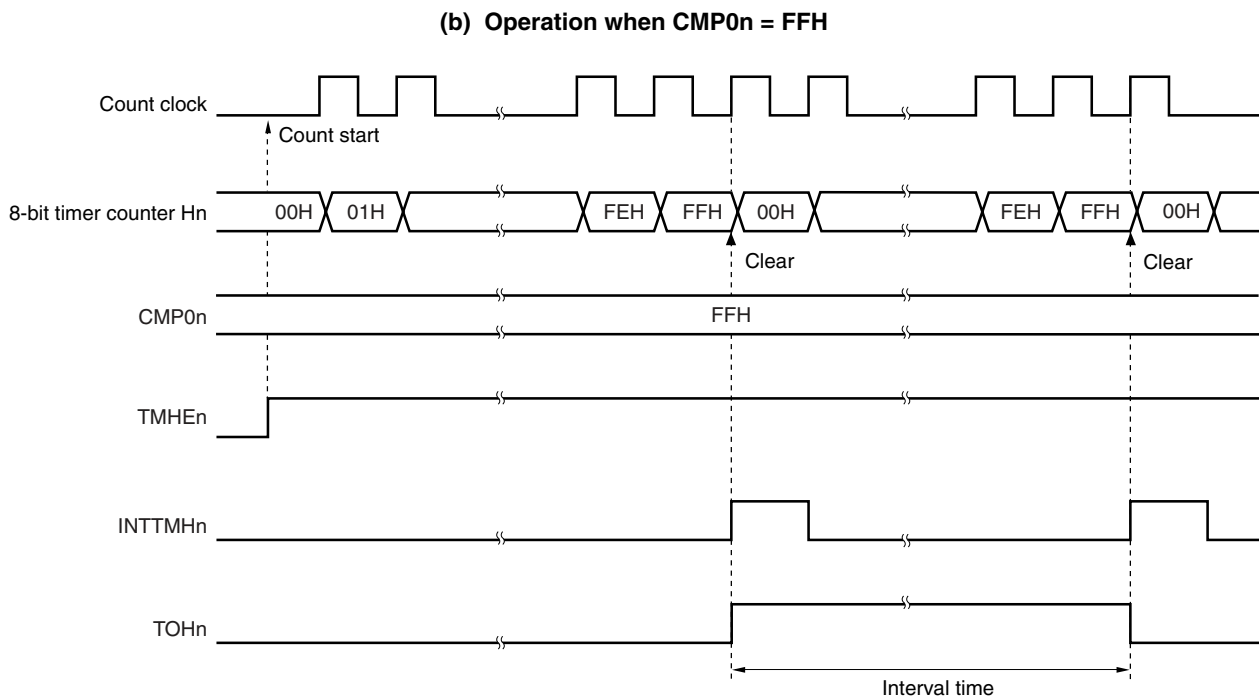 (b) Operation when CMP0n = FFH
Count clock
Count start
8-bit timer counter Hn
00H 01H FEH FFH 00H FEH FFH 00H
Clear Clear
CMP0n
FFH
TMHEn
INTTMHn
TOHn
Interval time